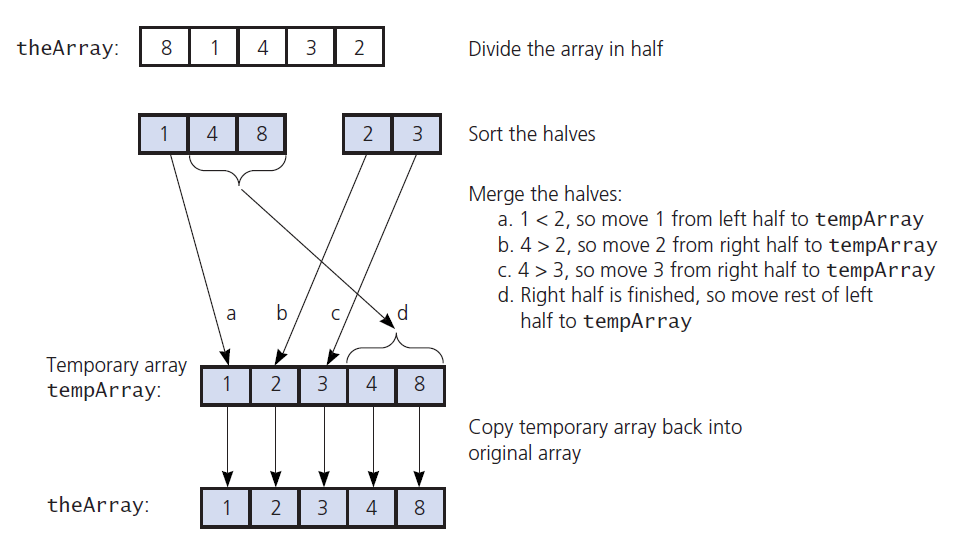 theArray: 8 1 4 3 2 Divide the array in half
1 4 8 2 3 Sort the halves
Merge the halves:
a. 1 < 2, so move 1 from left half to tempArray
b. 4 > 2, so move 2 from right half to tempArray
c. 4 > 3, so move 3 from right half to tempArray
d. Right half is finished, so move rest of left
half to tempArray
a b c d
Temporary array
tempArray: 1 2 3 4 8
Copy temporary array back into
original array
theArray: 1 2 3 4 8